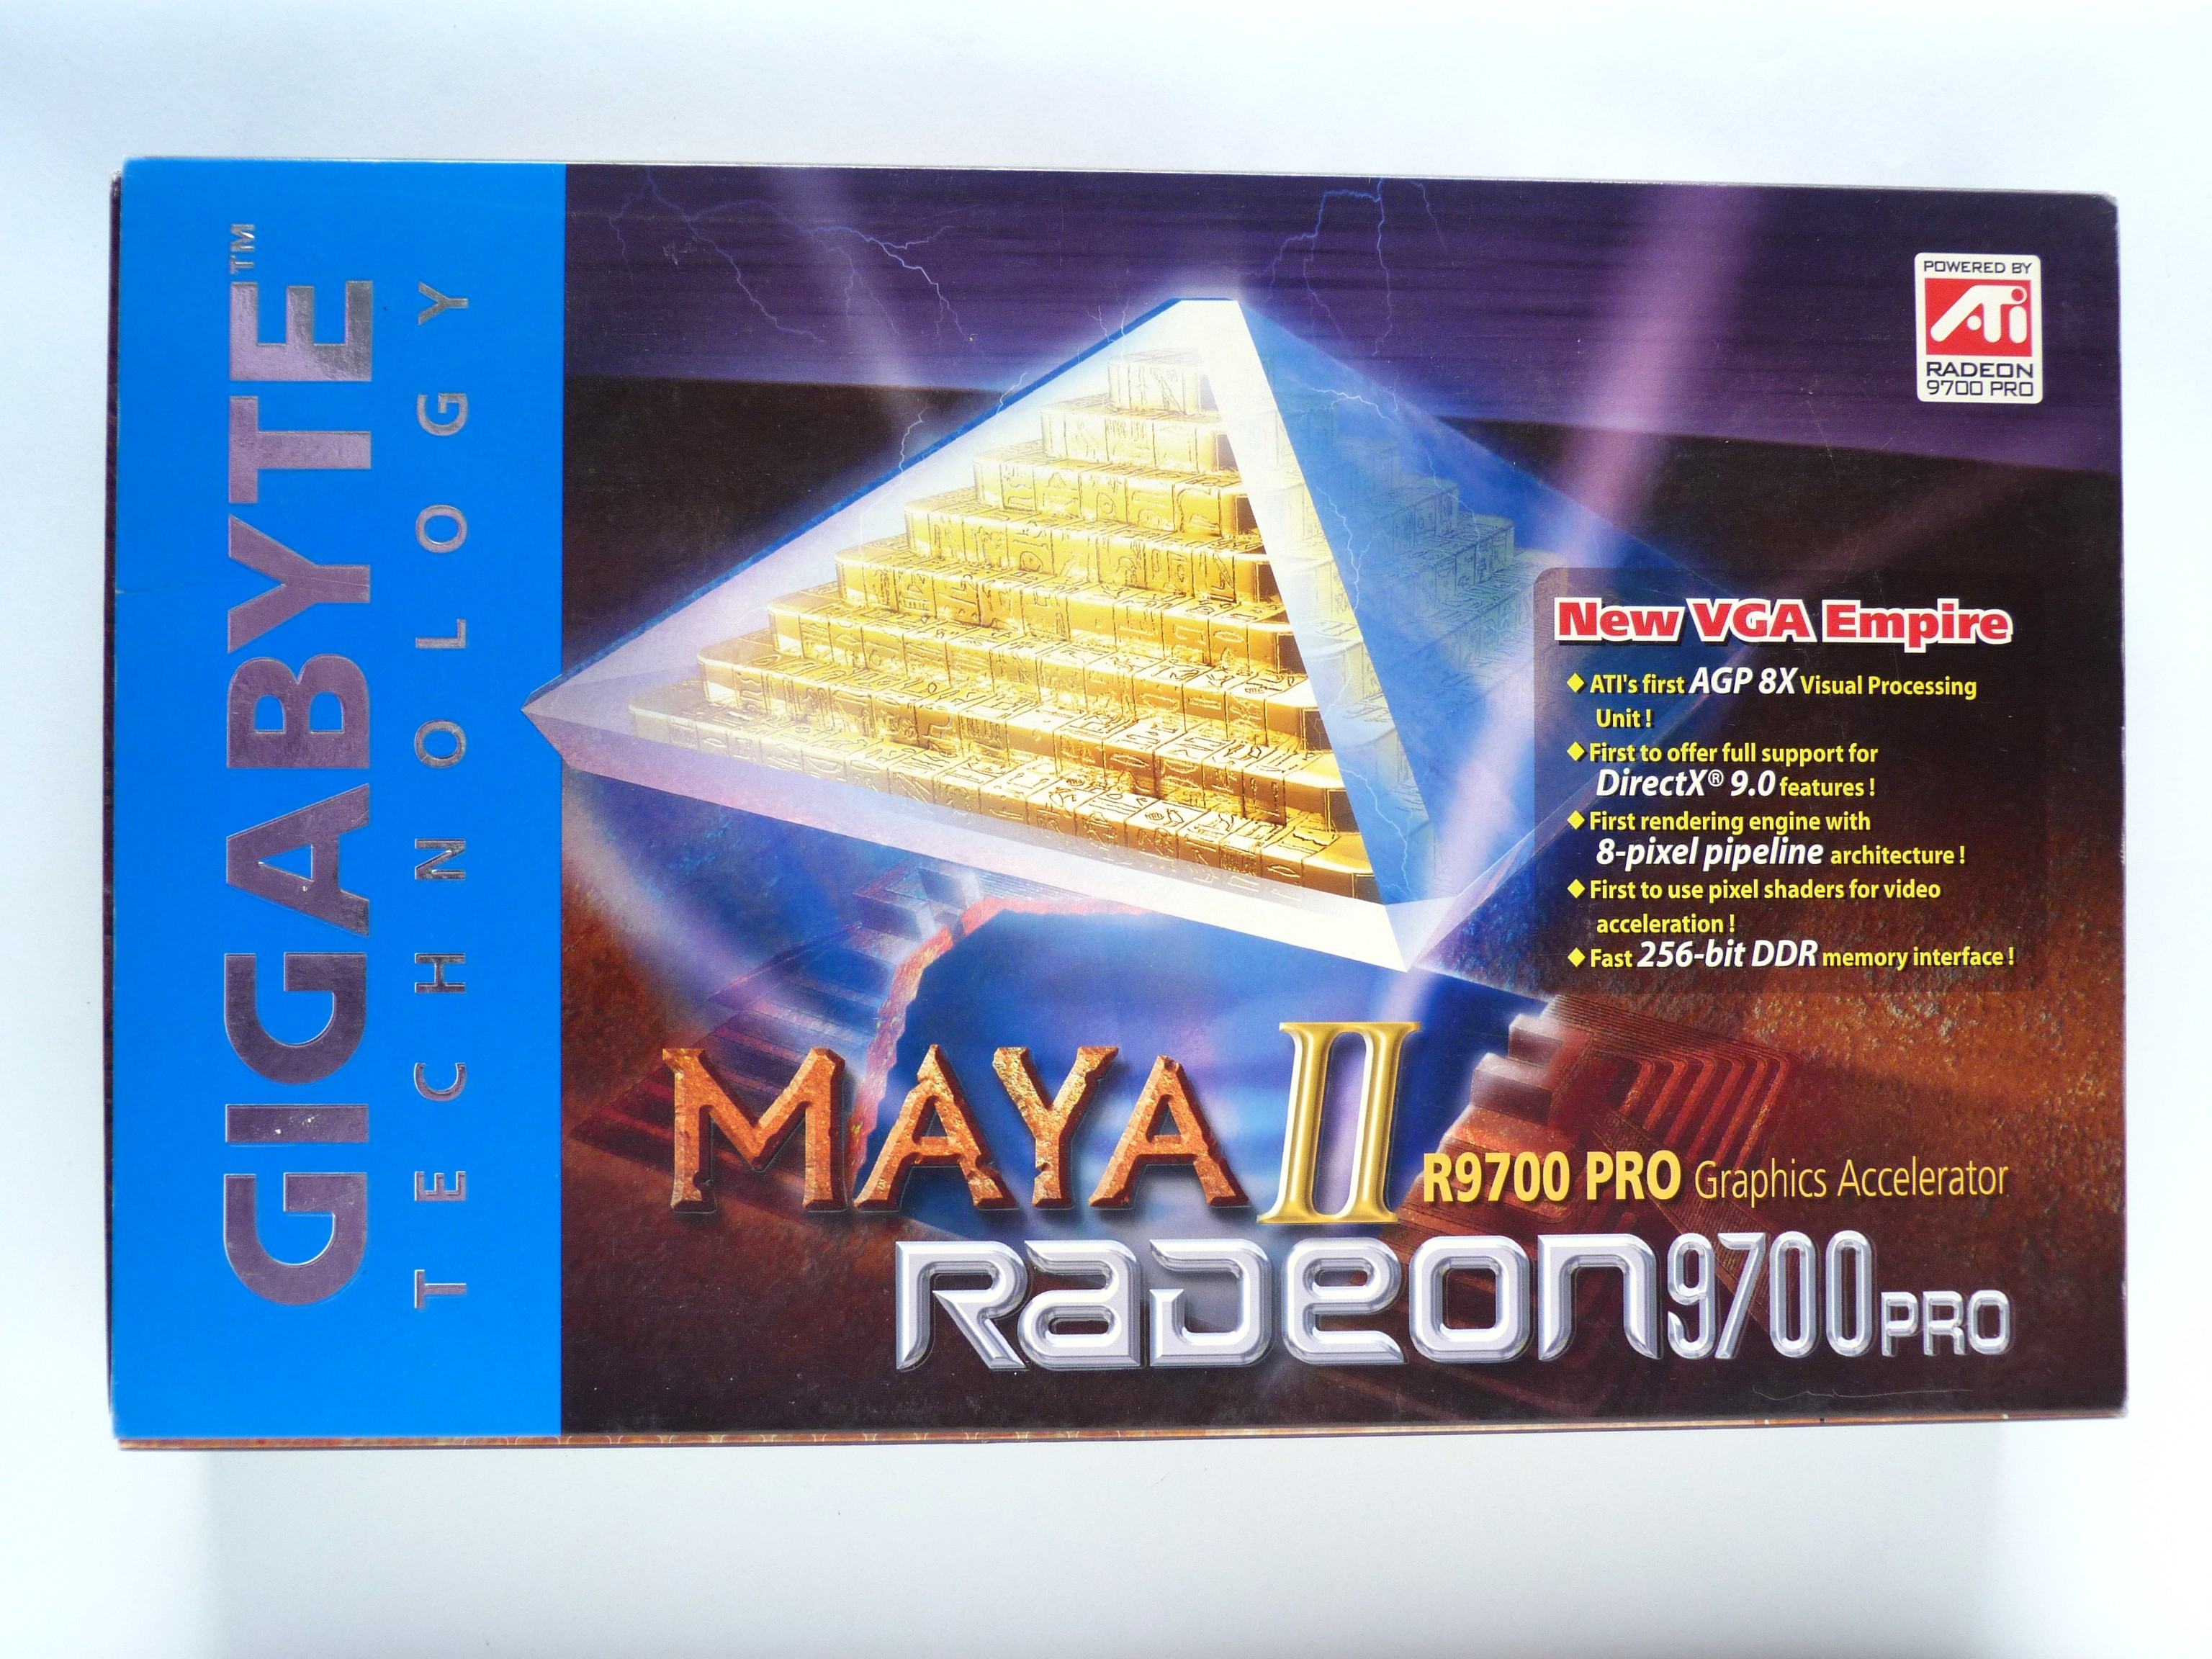 GIGABYTE™
TECHNOLOGY
POWERED BY
ATi
RADEON
9700 PRO
New VGA Empire
◆ ATI's first AGP 8X Visual Processing
Unit !
◆ First to offer full support for
DirectX® 9.0 features !
◆ First rendering engine with
8-pixel pipeline architecture !
◆ First to use pixel shaders for video
acceleration !
◆ Fast 256-bit DDR memory interface !
MAYA II
R9700 PRO Graphics Accelerator
RADEON 9700 PRO